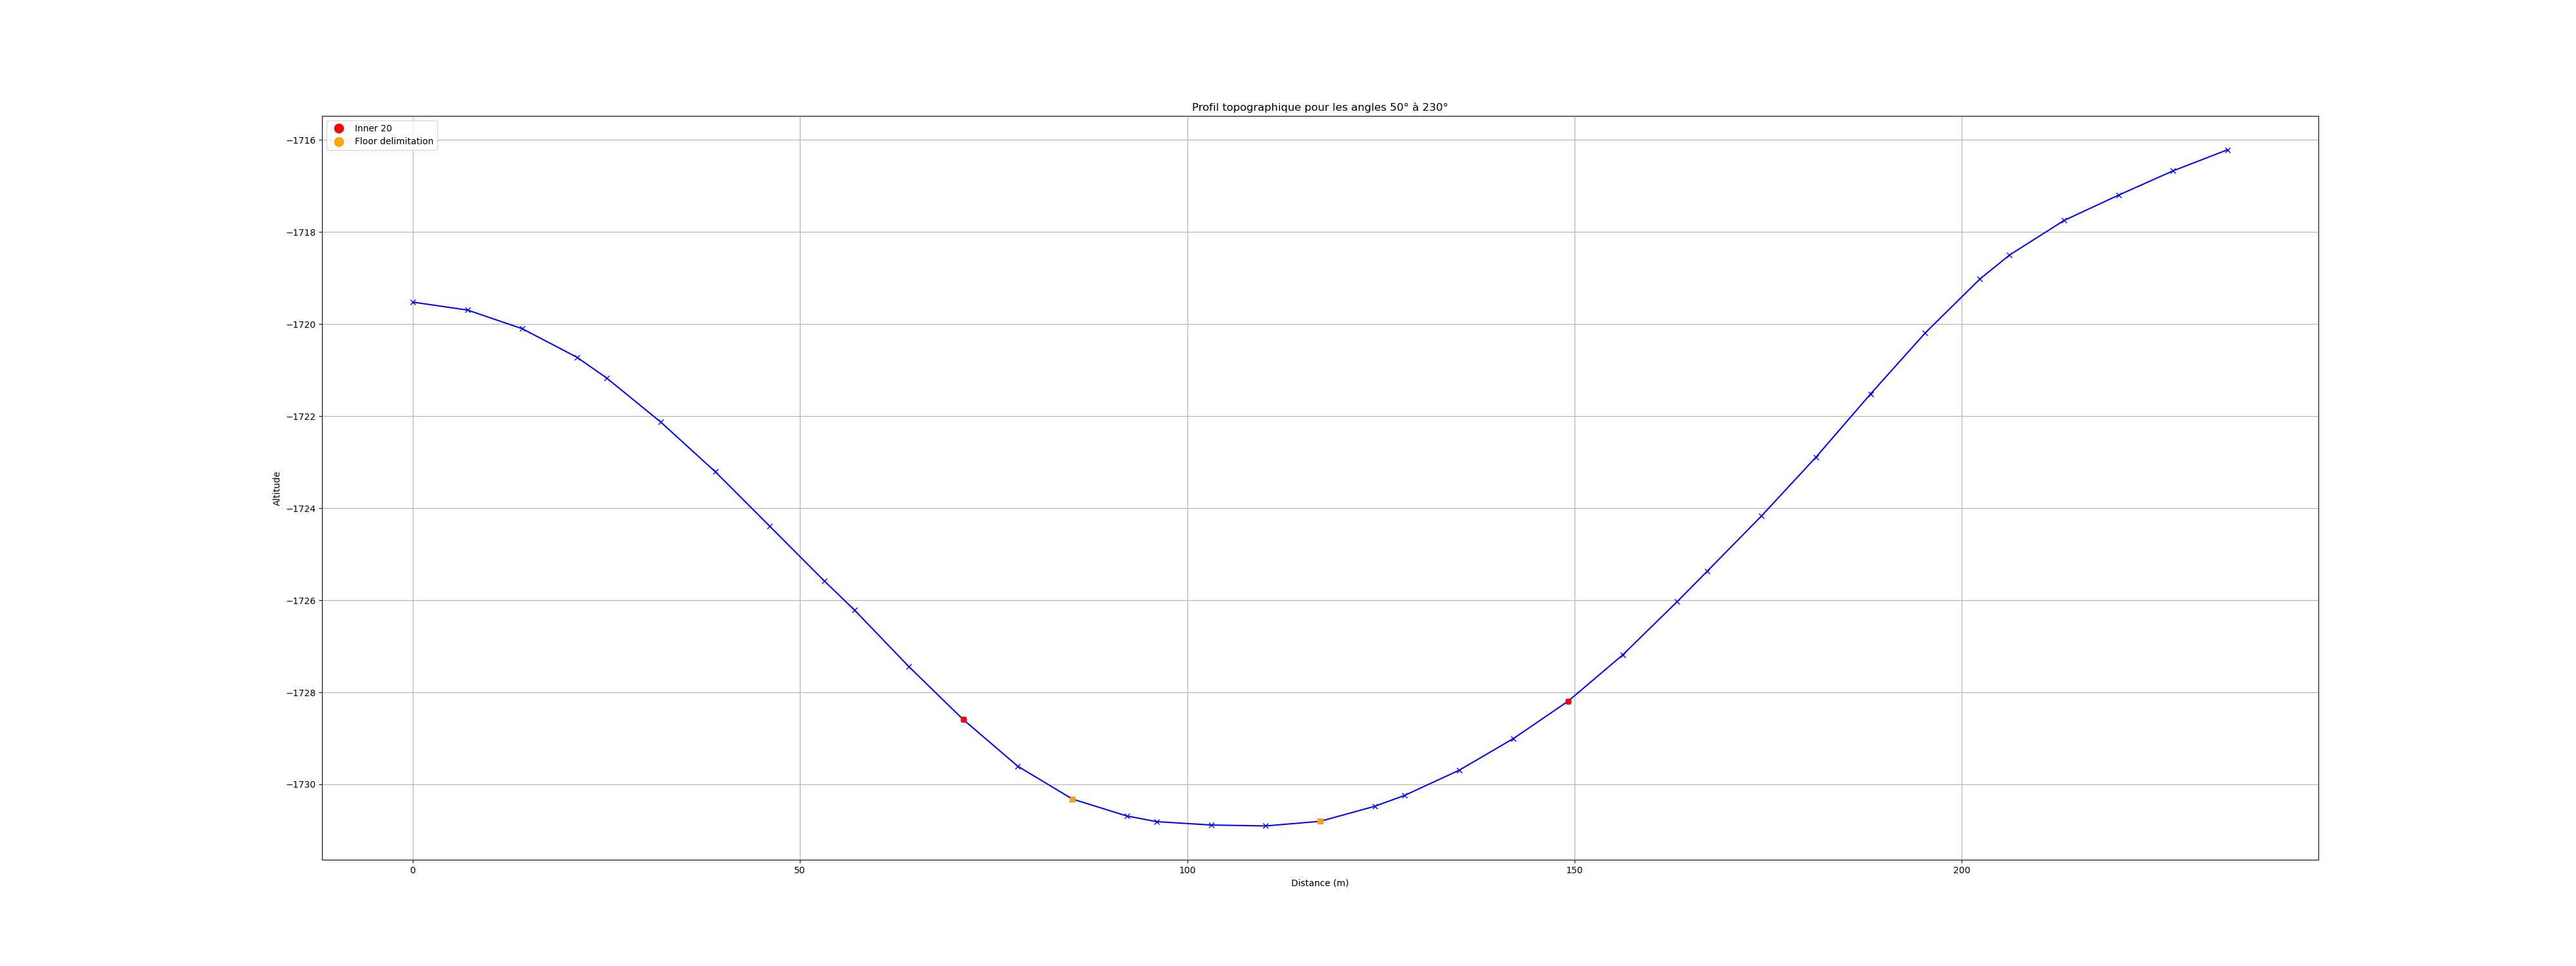 Profil topographique pour les angles 50° à 230°
Inner 20
Floor delimitation
−1716
−1718
−1720
−1722
−1724
−1726
−1728
−1730
Altitude
0 50 100 150 200
Distance (m)